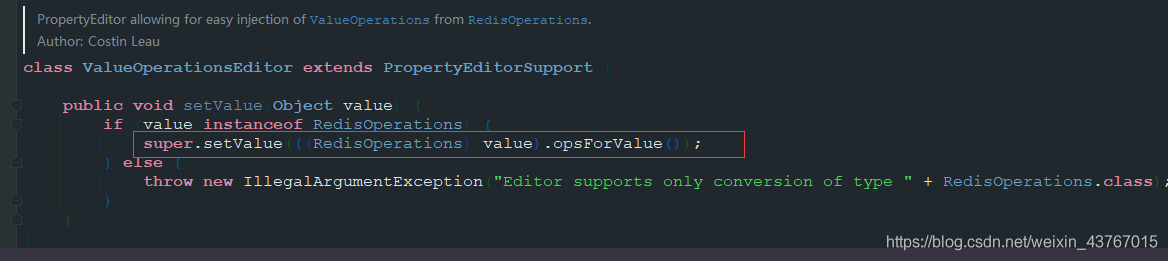 PropertyEditor allowing for easy injection of ValueOperations from RedisOperations.
Author: Costin Leau
class ValueOperationsEditor extends PropertyEditorSupport {
public void setValue(Object value) {
if (value instanceof RedisOperations) {
super.setValue(((RedisOperations) value).opsForValue());
} else {
throw new IllegalArgumentException("Editor supports only conversion of type " + RedisOperations.class);
}
}
}
https://blog.csdn.net/weixin_43767015